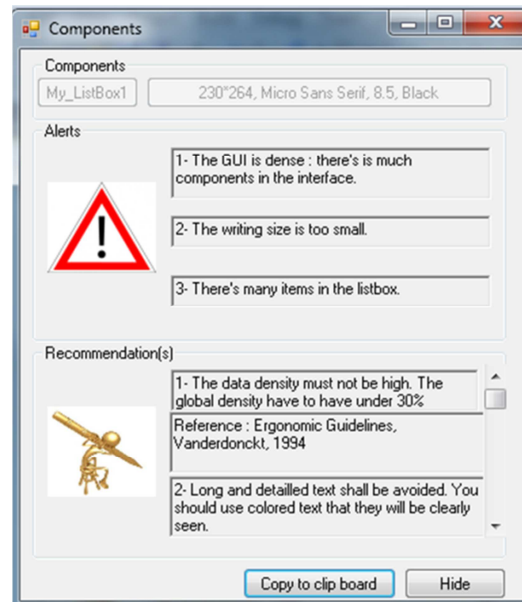 Components
Components
My_ListBox1
230*264, Micro Sans Serif, 8.5, Black
Alerts
1- The GUI is dense : there's is much
components in the interface.
2- The writing size is too small.
3- There's many items in the listbox.
Recommendation(s)
1- The data density must not be high. The
global density have to have under 30%
Reference : Ergonomic Guidelines,
Vanderdonckt, 1994
2- Long and detailled text shall be avoided. You
should use colored text that they will be clearly
seen.
Copy to clip board
Hide